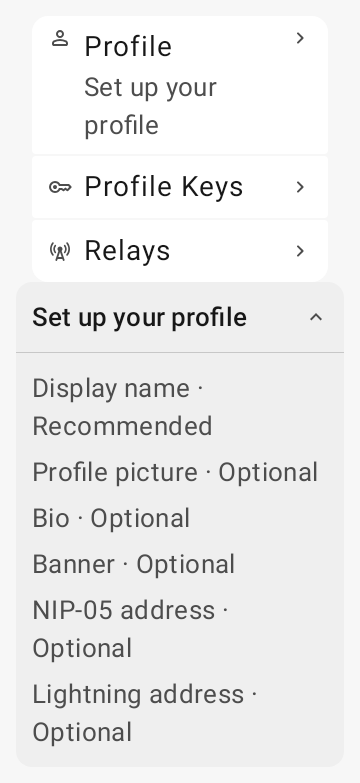 Profile
Set up your
profile
Profile Keys
Relays
Set up your profile
Display name ·
Recommended
Profile picture · Optional
Bio · Optional
Banner · Optional
NIP-05 address ·
Optional
Lightning address ·
Optional